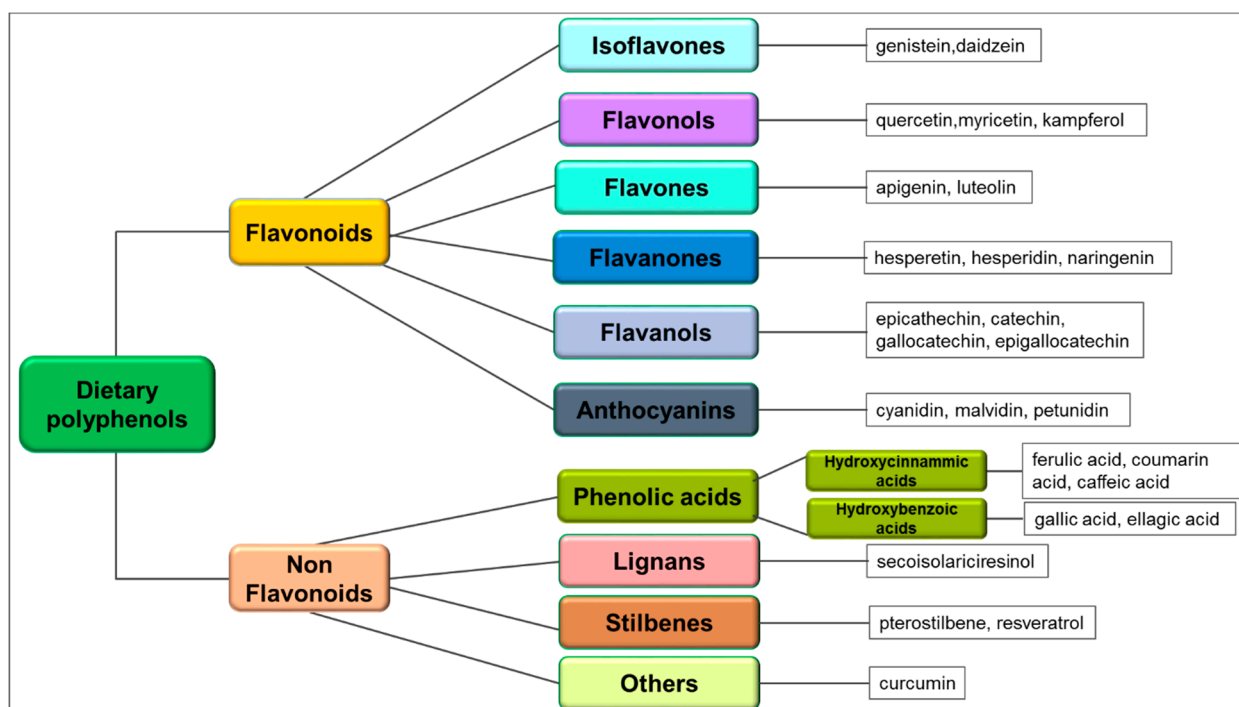 Isoflavones
genistein,daidzein
Flavonols
quercetin,myricetin, kampferol
Flavones
apigenin, luteolin
Flavonoids
Flavanones
hesperetin, hesperidin, naringenin
Flavanols
epicathechin, catechin,
gallocatechin, epigallocatechin
Dietary
polyphenols
Anthocyanins
cyanidin, malvidin, petunidin
Phenolic acids
Hydroxycinnammic
acids
ferulic acid, coumarin
acid, caffeic acid
Hydroxybenzoic
acids
gallic acid, ellagic acid
Non
Flavonoids
Lignans
secoisolariciresinol
Stilbenes
pterostilbene, resveratrol
Others
curcumin